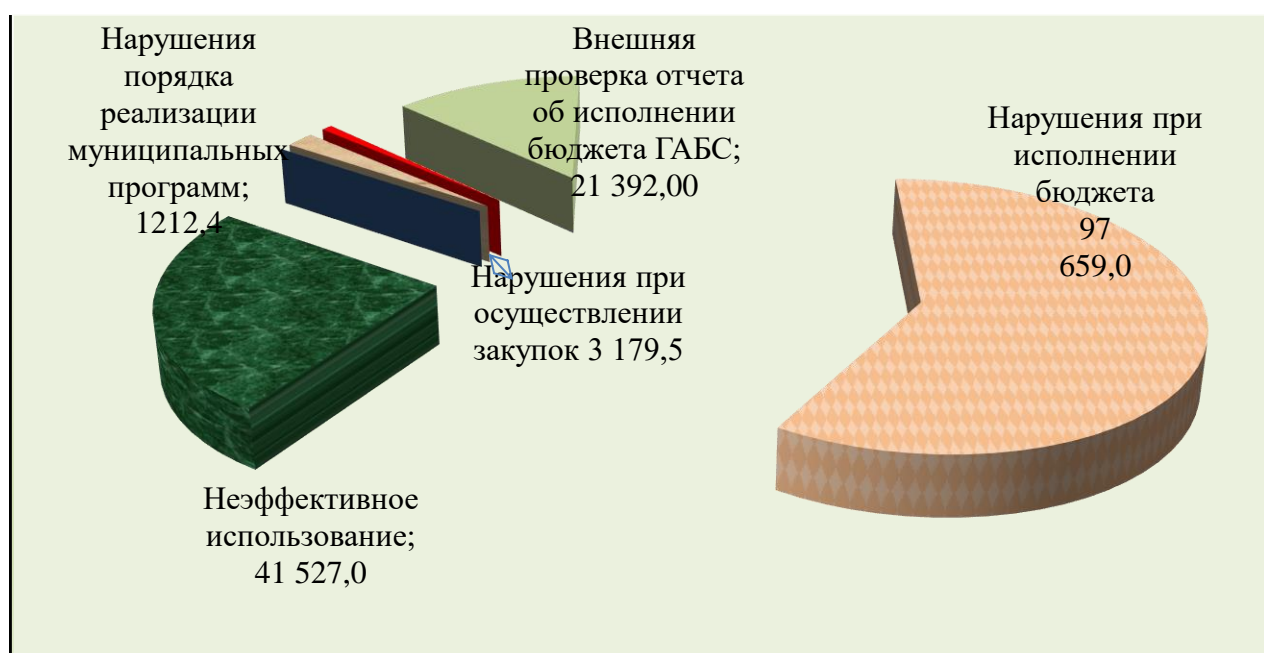 Нарушения
порядка
реализации
муниципальных
программ;
1212,4
Внешняя
проверка отчета
об исполнении
бюджета ГАБС;
21 392,00
Нарушения при
исполнении
бюджета
97
659,0
Нарушения при
осуществлении
закупок 3 179,5
Неэффективное
использование;
41 527,0